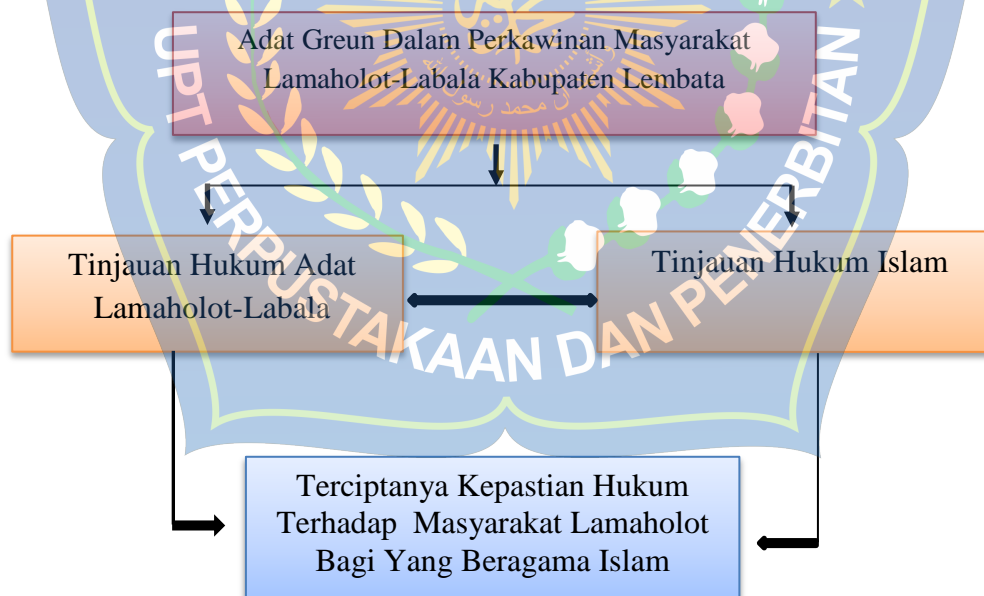 Adat Greun Dalam Perkawinan Masyarakat
Lamaholot-Labala Kabupaten Lembata
Tinjauan Hukum Adat
Lamaholot-Labala
Tinjauan Hukum Islam
Terciptanya Kepastian Hukum
Terhadap Masyarakat Lamaholot
Bagi Yang Beragama Islam
UPT PERPUSTAKAAN DAN PENERBITAN